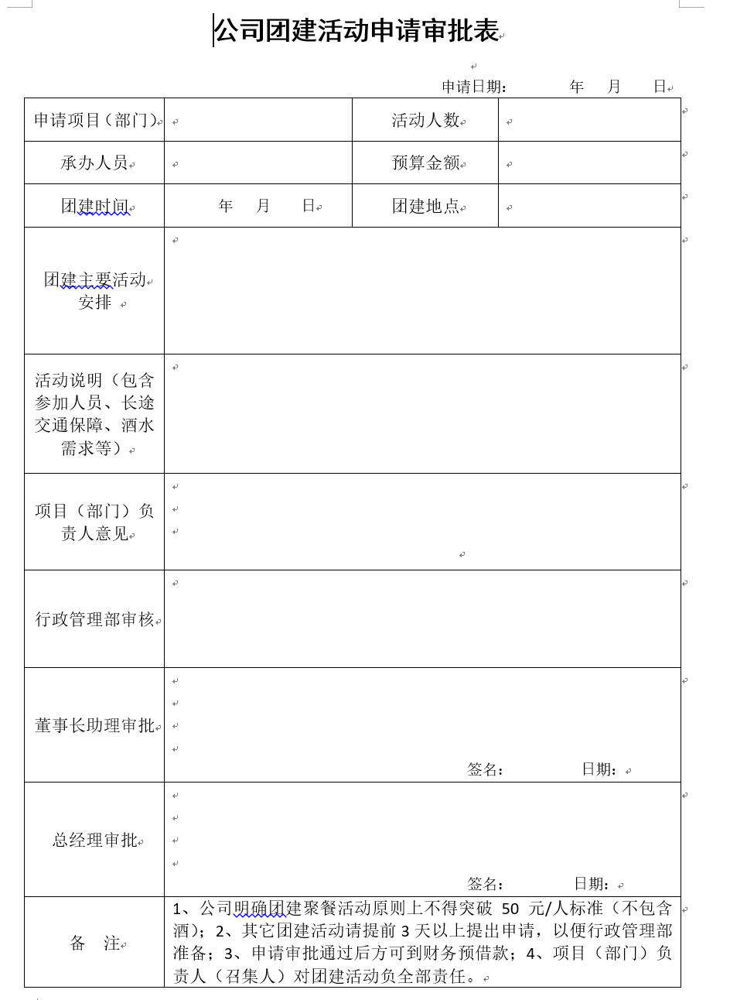 公司团建活动申请审批表
申请日期： 年 月 日
申请项目（部门） 活动人数
承办人员 预算金额
团建时间 年 月 日 团建地点
团建主要活动
安排
活动说明（包含
参加人员、长途
交通保障、酒水
需求等）
项目（部门）负
责人意见
行政管理部审核
董事长助理审批
签名： 日期：
总经理审批
签名： 日期：
备 注
1、公司明确团建聚餐活动原则上不得突破 50 元/人标准（不包含
酒）；2、其它团建活动请提前 3 天以上提出申请，以便行政管理部
准备；3、申请审批通过后方可到财务预借款；4、项目（部门）负
责人（召集人）对团建活动负全部责任。